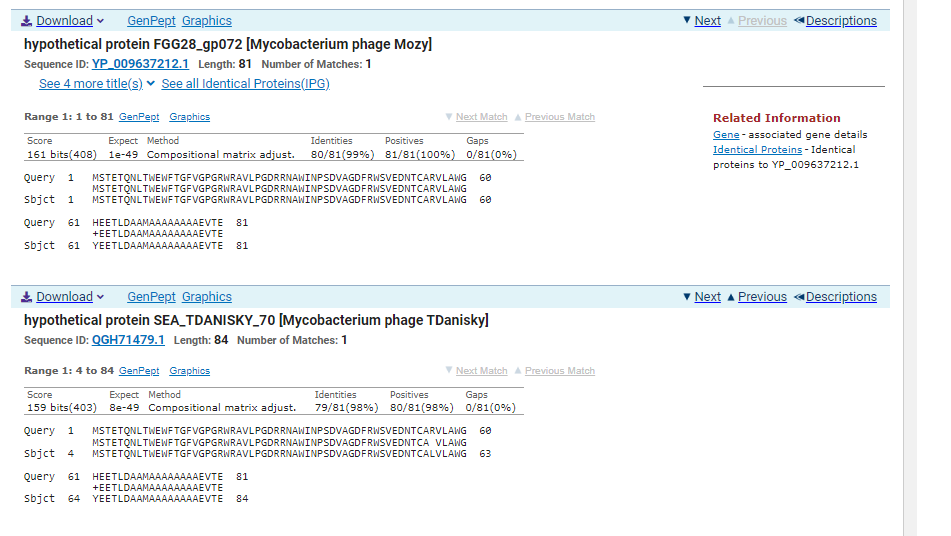 Download GenPept Graphics Next Previous Descriptions
hypothetical protein FGG28_gp072 [Mycobacterium phage Mozy]
Sequence ID: YP_009637212.1 Length: 81 Number of Matches: 1
See 4 more title(s) See all Identical Proteins(IPG)
Range 1: 1 to 81 GenPept Graphics Next Match Previous Match
Score Expect Method Identities Positives Gaps
161 bits(408) 1e-49 Compositional matrix adjust. 80/81(99%) 81/81(100%) 0/81(0%)
Query 1 MSTETQNLTWEWFTGFVGPGRWRAVLPGDRRNAWINPSDVAGDFRWSVEDNTCARVLAWG 60
MSTETQNLTWEWFTGFVGPGRWRAVLPGDRRNAWINPSDVAGDFRWSVEDNTCARVLAWG
Sbjct 1 MSTETQNLTWEWFTGFVGPGRWRAVLPGDRRNAWINPSDVAGDFRWSVEDNTCARVLAWG 60
Query 61 HEETLDAAMAAAAAAAAEVTE 81
+EETLDAAMAAAAAAAAEVTE
Sbjct 61 YEETLDAAMAAAAAAAAEVTE 81
Related Information
Gene - associated gene details
Identical Proteins - Identical
proteins to YP_009637212.1
Download GenPept Graphics Next Previous Descriptions
hypothetical protein SEA_TDANISKY_70 [Mycobacterium phage TDanisky]
Sequence ID: QGH71479.1 Length: 84 Number of Matches: 1
Range 1: 4 to 84 GenPept Graphics Next Match Previous Match
Score Expect Method Identities Positives Gaps
159 bits(403) 8e-49 Compositional matrix adjust. 79/81(98%) 80/81(98%) 0/81(0%)
Query 1 MSTETQNLTWEWFTGFVGPGRWRAVLPGDRRNAWINPSDVAGDFRWSVEDNTCARVLAWG 60
MSTETQNLTWEWFTGFVGPGRWRAVLPGDRRNAWINPSDVAGDFRWSVEDNTCA VLAWG
Sbjct 4 MSTETQNLTWEWFTGFVGPGRWRAVLPGDRRNAWINPSDVAGDFRWSVEDNTCALVLAWG 63
Query 61 HEETLDAAMAAAAAAAAEVTE 81
+EETLDAAMAAAAAAAAEVTE
Sbjct 64 YEETLDAAMAAAAAAAAEVTE 84